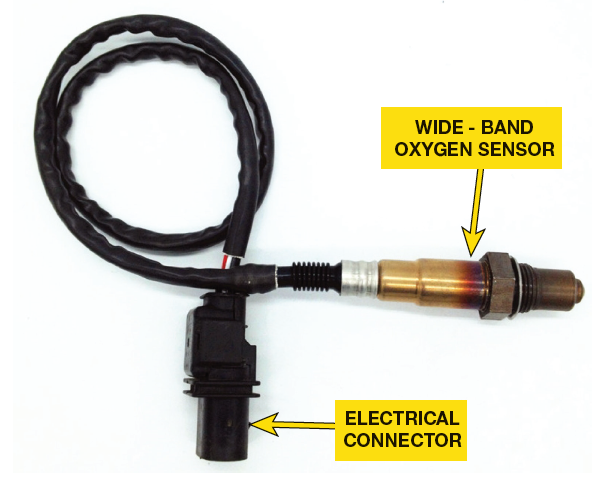 WIDE - BAND
OXYGEN SENSOR
ELECTRICAL
CONNECTOR